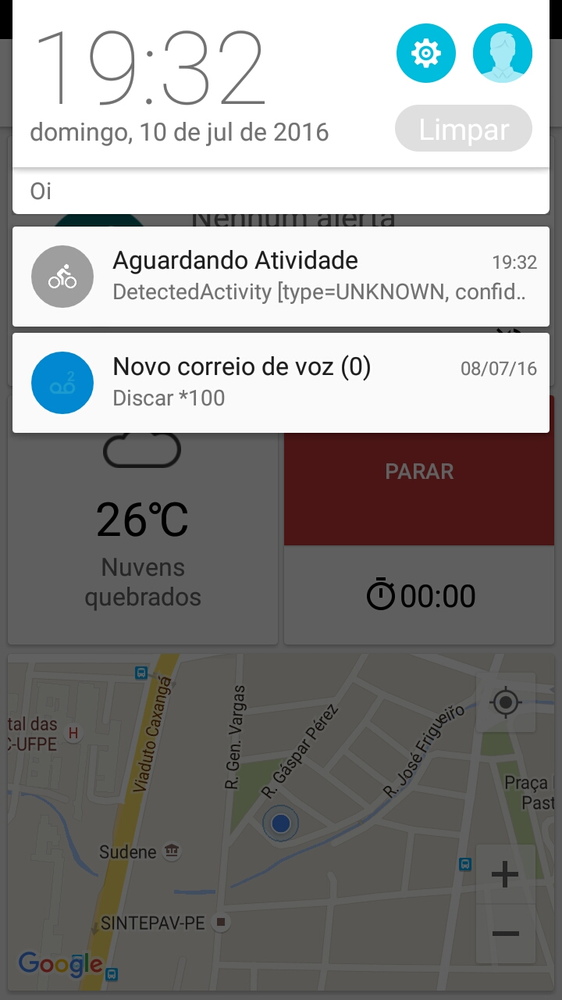 19:32
domingo, 10 de jul de 2016
Limpar
Oi
Nenhum alerta
Aguardando Atividade
19:32
DetectedActivity [type=UNKNOWN, confid..
2
Novo correio de voz (0)
08/07/16
Discar *100
PARAR
26°C
Nuvens
quebrados
00:00
Viaduto Caxangá
R. Gen. Vargas
R. Gáspar Pérez
R. José Frigueiro
tal das
C-UFPE
H
Praça
Past
Sudene
SINTEPAV-PE
+
−
Google